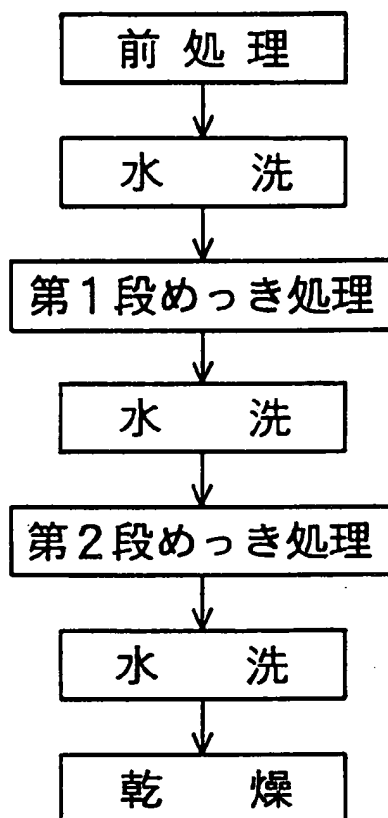 前処理
水洗
第1段めっき処理
水洗
第2段めっき処理
水洗
乾燥